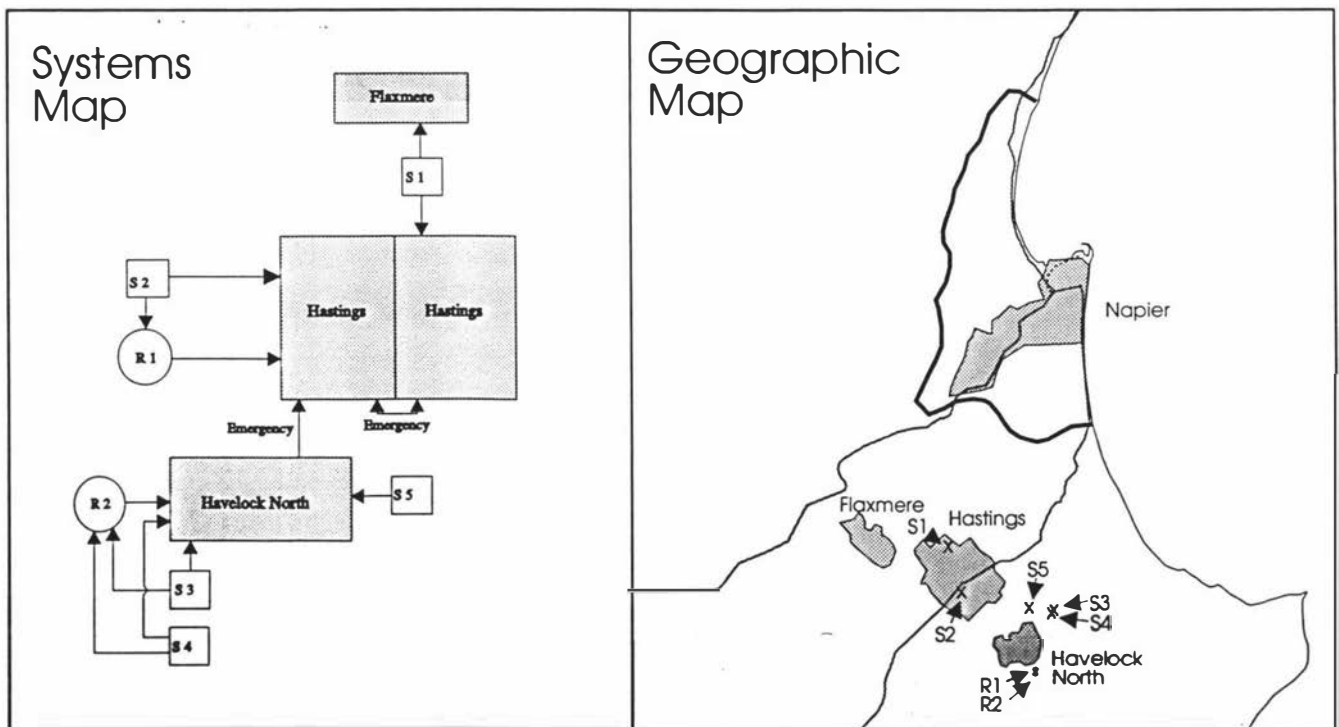 Systems
Map
Flaxmere
S 1
S 2
Hastings
Hastings
R 1
Emergency
Emergency
R 2
Havelock North
S 5
S 3
S 4
Geographic
Map
Napier
Flaxmere
S1
Hastings
S5
S3
S4
S2
Havelock
North
R1
R2